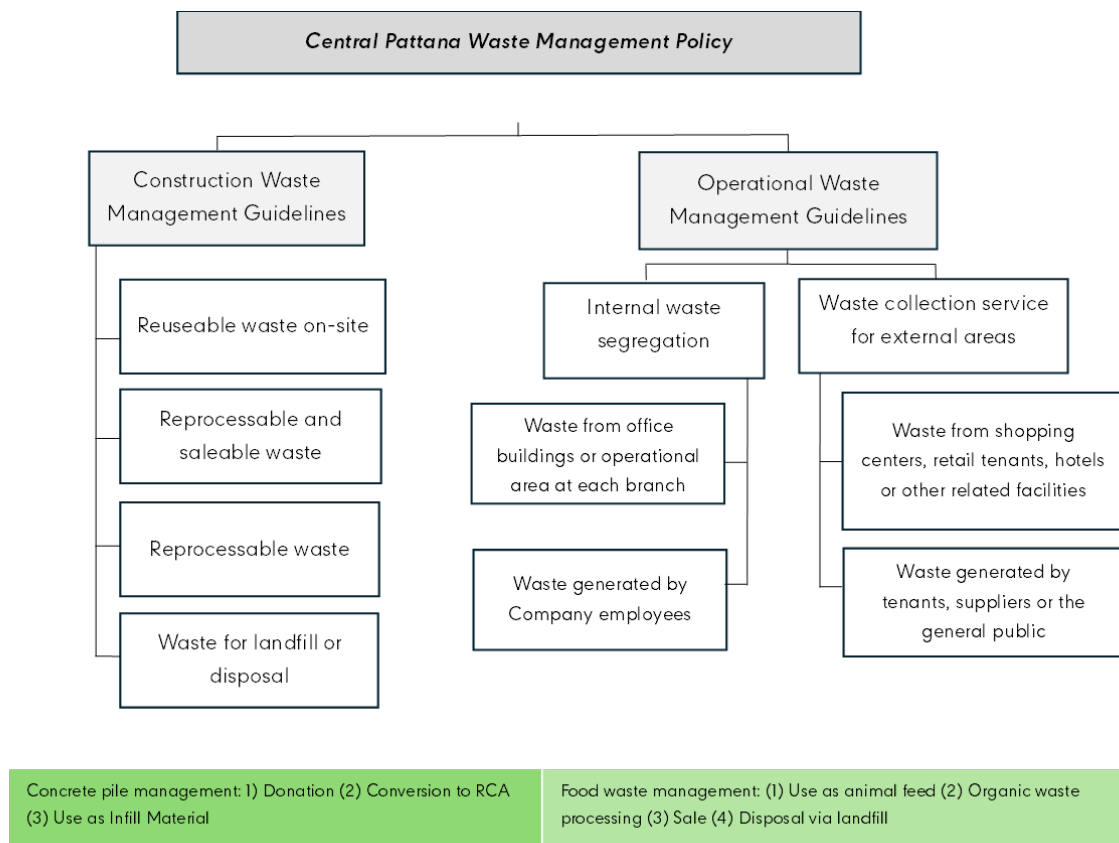 Central Pattana Waste Management Policy
Construction Waste
Management Guidelines
Reuseable waste on-site
Reprocessable and
saleable waste
Reprocessable waste
Waste for landfill or
disposal
Operational Waste
Management Guidelines
Internal waste
segregation
Waste from office
buildings or operational
area at each branch
Waste generated by
Company employees
Waste collection service
for external areas
Waste from shopping
centers, retail tenants, hotels
or other related facilities
Waste generated by
tenants, suppliers or the
general public
Concrete pile management: 1) Donation (2) Conversion to RCA
(3) Use as Infill Material
Food waste management: (1) Use as animal feed (2) Organic waste
processing (3) Sale (4) Disposal via landfill